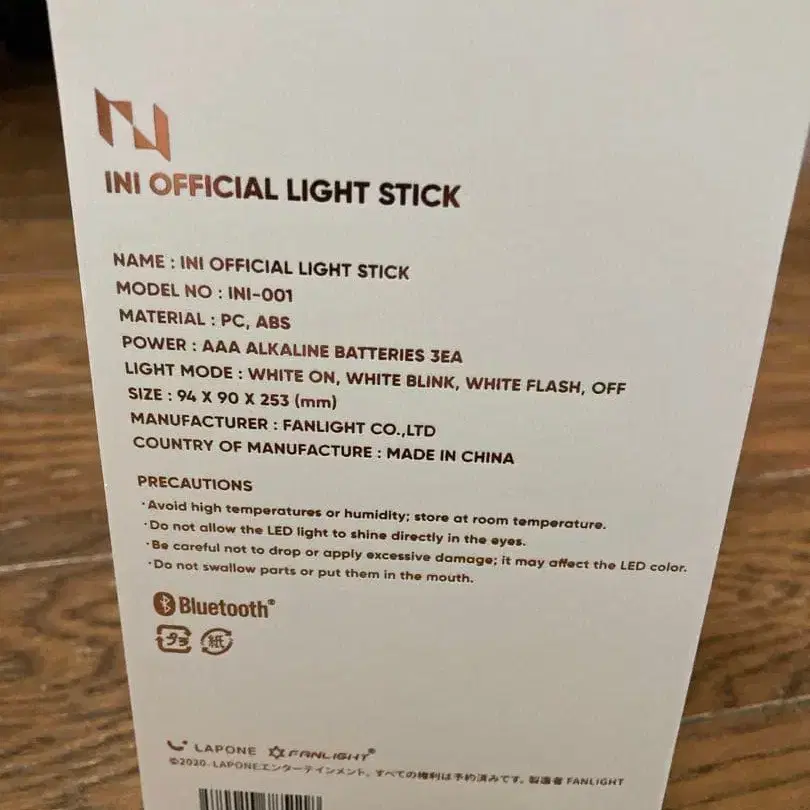 INI OFFICIAL LIGHT STICK
NAME : INI OFFICIAL LIGHT STICK
MODEL NO : INI-001
MATERIAL : PC, ABS
POWER : AAA ALKALINE BATTERIES 3EA
LIGHT MODE : WHITE ON, WHITE BLINK, WHITE FLASH, OFF
SIZE : 94 X 90 X 253 (mm)
MANUFACTURER : FANLIGHT CO.,LTD
COUNTRY OF MANUFACTURE : MADE IN CHINA
PRECAUTIONS
·Avoid high temperatures or humidity; store at room temperature.
·Do not allow the LED light to shine directly in the eyes.
·Be careful not to drop or apply excessive damage; it may affect the LED color.
·Do not swallow parts or put them in the mouth.
Bluetooth®
プラ 紙
LAPONE FANLIGHT®
©2020. LAPONEエンターテインメント。すべての権利は予約済みです。製造者 FANLIGHT